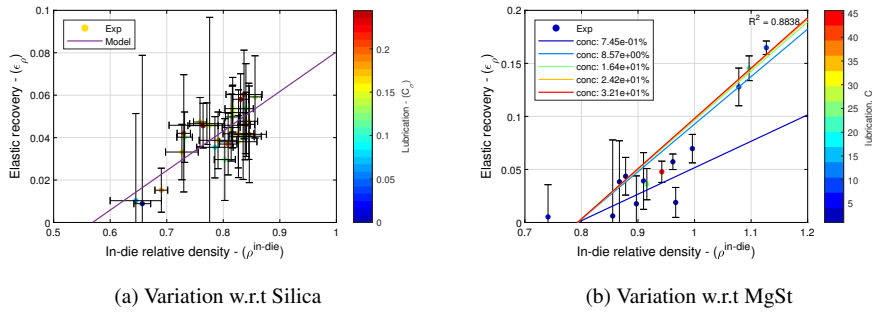 0.1
0.08
0.06
0.04
0.02
0
Elastic recovery - (ϵρ)
Exp
Model
0.5 0.6 0.7 0.8 0.9 1
In-die relative density - (ρ^in-die)
0.2
0.15
0.1
0.05
0
Lubrication - (Cσ)
(a) Variation w.r.t Silica
0.2
0.15
0.1
0.05
0
Elastic recovery - (ϵρ)
R² = 0.8838
Exp
conc: 7.45e-01%
conc: 8.57e+00%
conc: 1.64e+01%
conc: 2.42e+01%
conc: 3.21e+01%
0.7 0.8 0.9 1 1.1 1.2
In-die relative density - (ρ^in-die)
45
40
35
30
25
20
15
10
5
lubrication, C
(b) Variation w.r.t MgSt